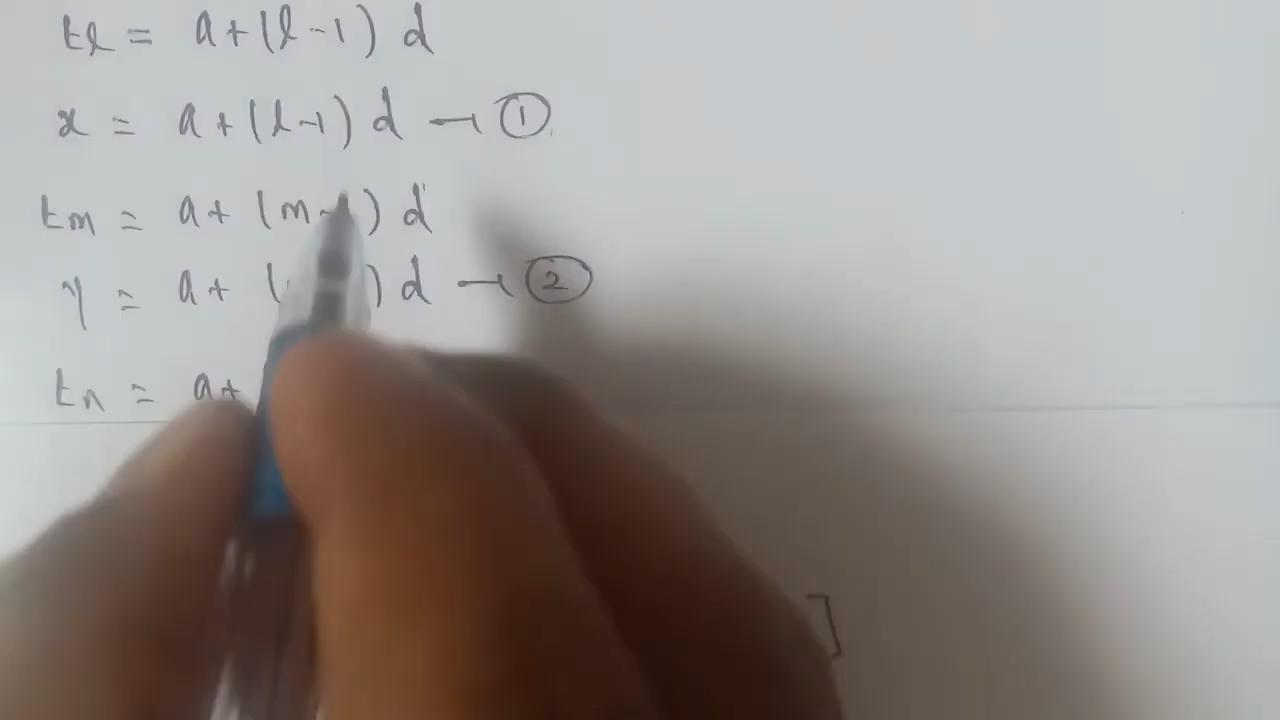 tl = a + (l-1) d
x = a + (l-1) d → ①
tm = a + (m-1) d
y = a + ( ) d → ②
tn = a +
]